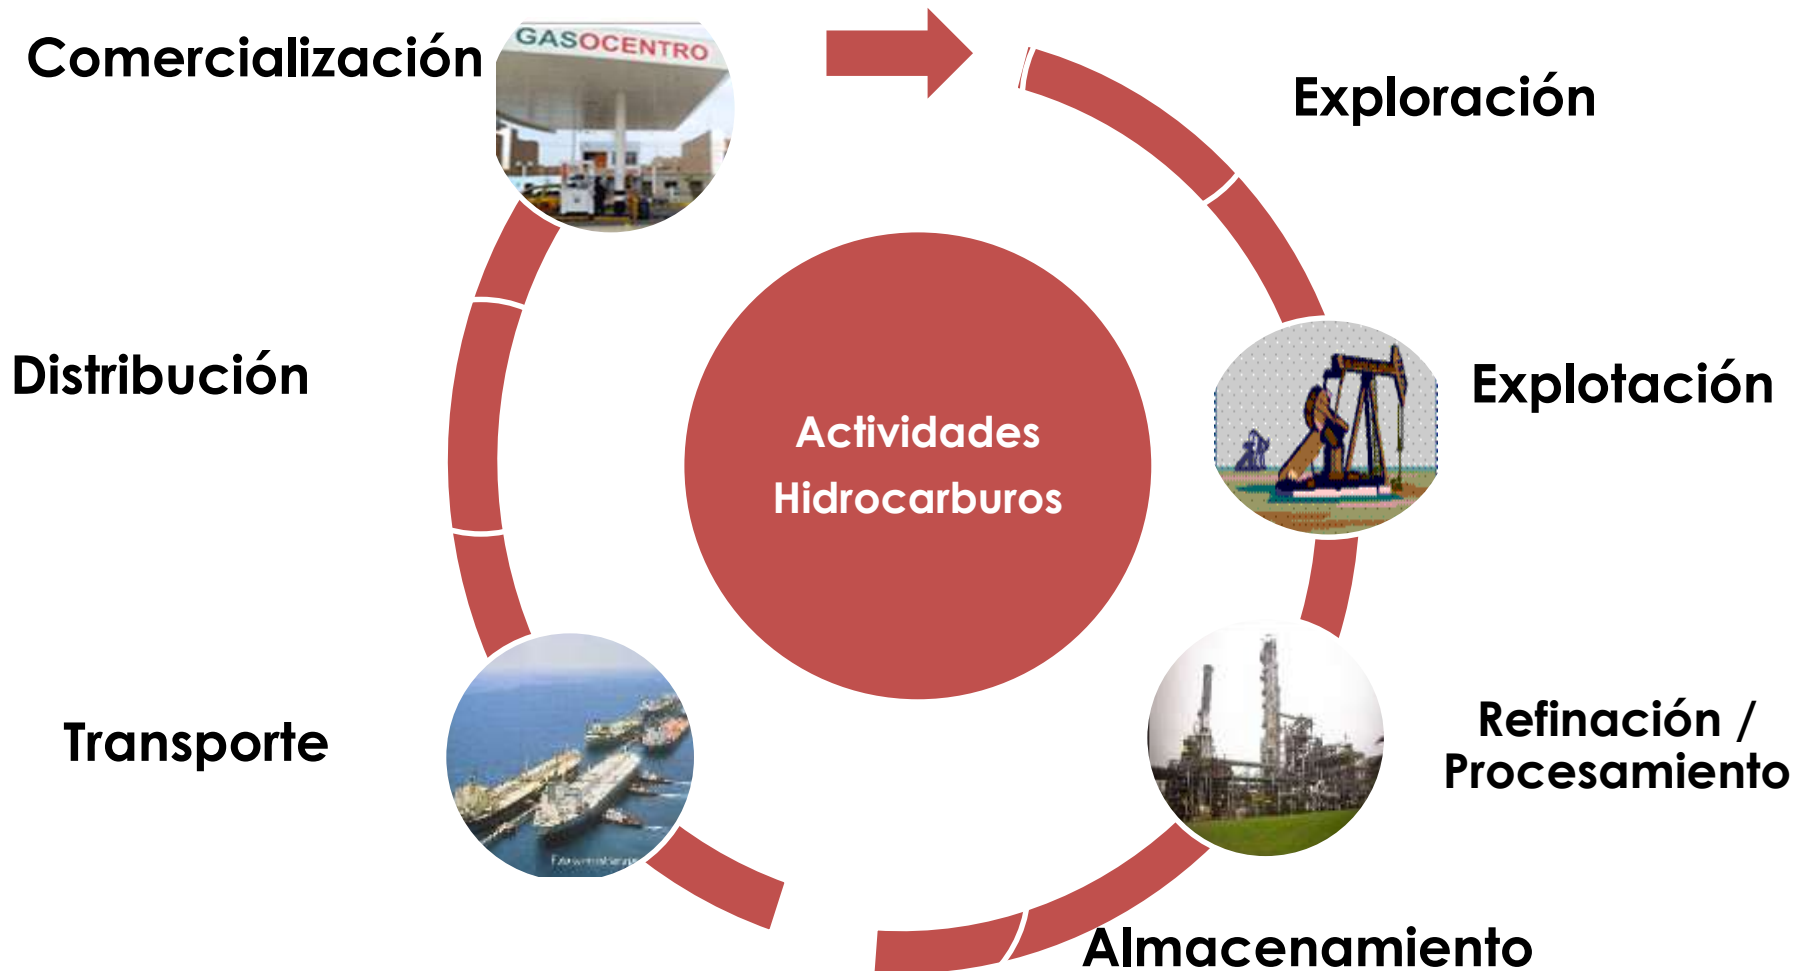 Comercialización
GASOCENTRO
Exploración
Distribución
Explotación
Actividades
Hidrocarburos
Transporte
Refinación /
Procesamiento
Almacenamiento